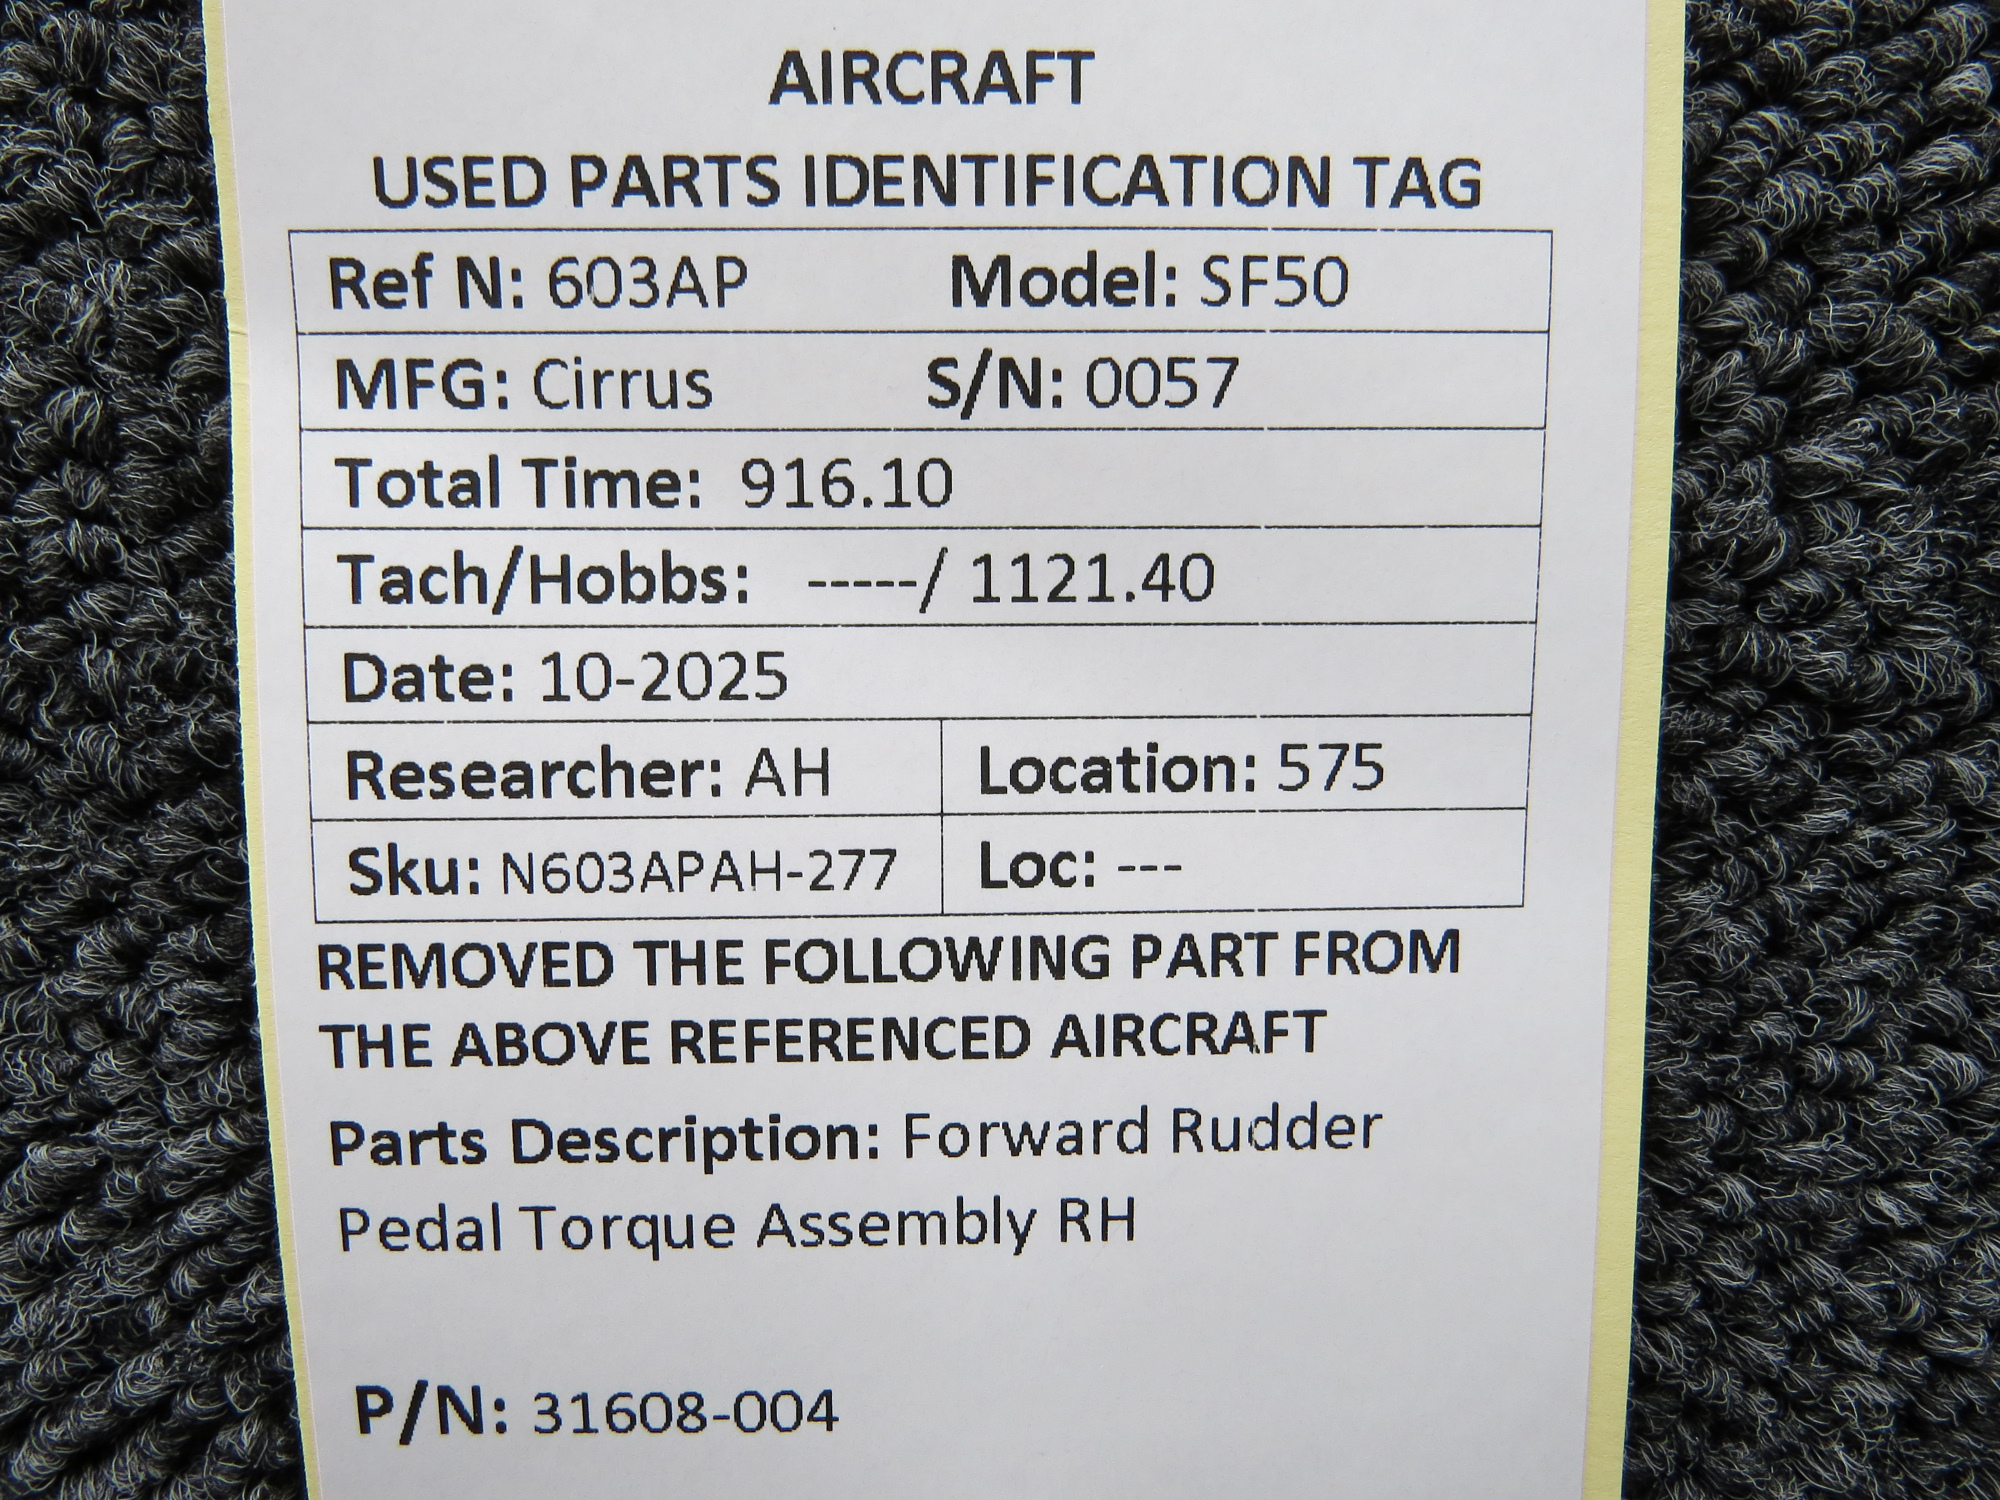 AIRCRAFT
USED PARTS IDENTIFICATION TAG
Ref N: 603AP Model: SF50
MFG: Cirrus S/N: 0057
Total Time: 916.10
Tach/Hobbs: -----/ 1121.40
Date: 10-2025
Researcher: AH Location: 575
Sku: N603APAH-277 Loc: ---
REMOVED THE FOLLOWING PART FROM
THE ABOVE REFERENCED AIRCRAFT
Parts Description: Forward Rudder
Pedal Torque Assembly RH
P/N: 31608-004